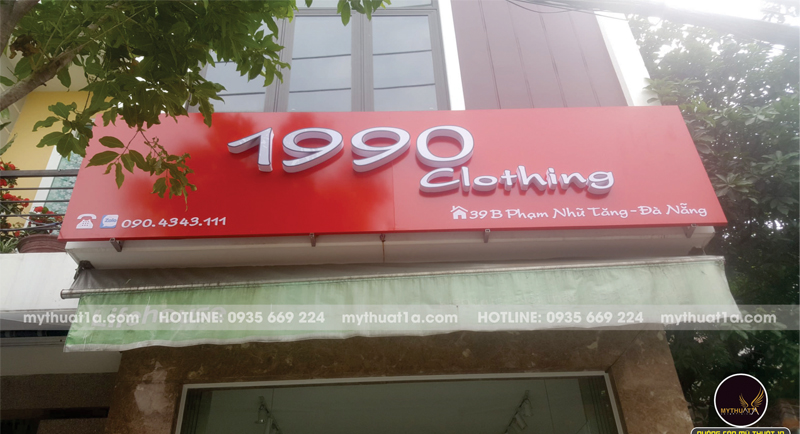 1990
Clothing
090.4343.111
39 B Phạm Nhữ Tăng - Đà Nẵng
mythuat1a.com / HOTLINE: 0935 669 224 / mythuat1a.com / HOTLINE: 0935 669 224 / mythuat1a.com
MYTHUAT1A